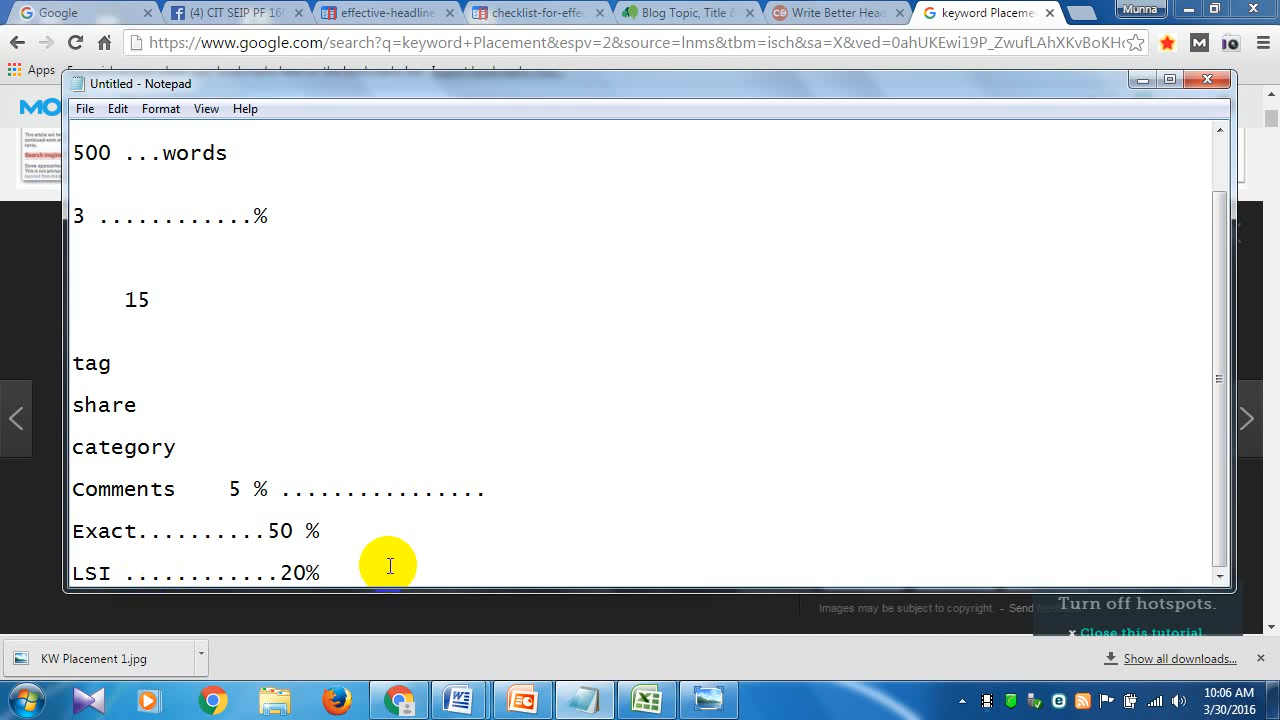 Google
(4) CIT SEIP PF 16
effective-headline
checklist-for-effe
Blog Topic, Title
Write Better Head
keyword Placeme
Munna
https://www.google.com/search?q=keyword+Placement&espv=2&source=lnms&tbm=isch&sa=X&ved=0ahUKEwi19P_ZwufLAhXKvBoKH
Apps
Untitled - Notepad
File Edit Format View Help
MO
500 ...words
3 ............%
15
tag
share
category
Comments 5 % ................
Exact..........50 %
LSI ............20%
Images may be subject to copyright. - Send
Turn off hotspots.
x Close this tutorial.
KW Placement 1.jpg
Show all downloads...
10:06 AM
3/30/2016